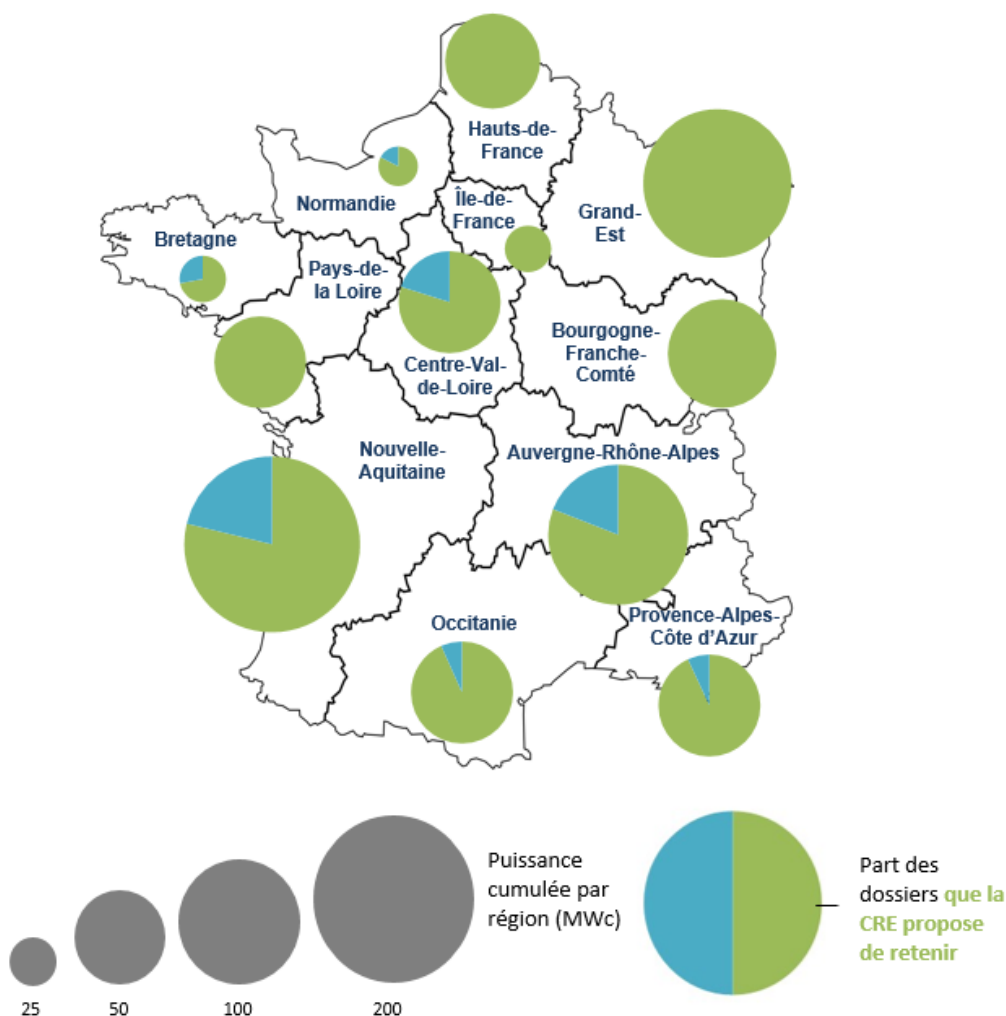 Hauts-de-
France
Normandie
Île-de-
France
Grand-
Est
Bretagne
Pays-de-
la Loire
Centre-Val-
de-Loire
Bourgogne-
Franche-
Comté
Nouvelle-
Aquitaine
Auvergne-Rhône-Alpes
Occitanie
Provence-Alpes-
Côte d'Azur
Puissance
cumulée par
région (MWc)
25
50
100
200
Part des
dossiers que la
CRE propose
de retenir